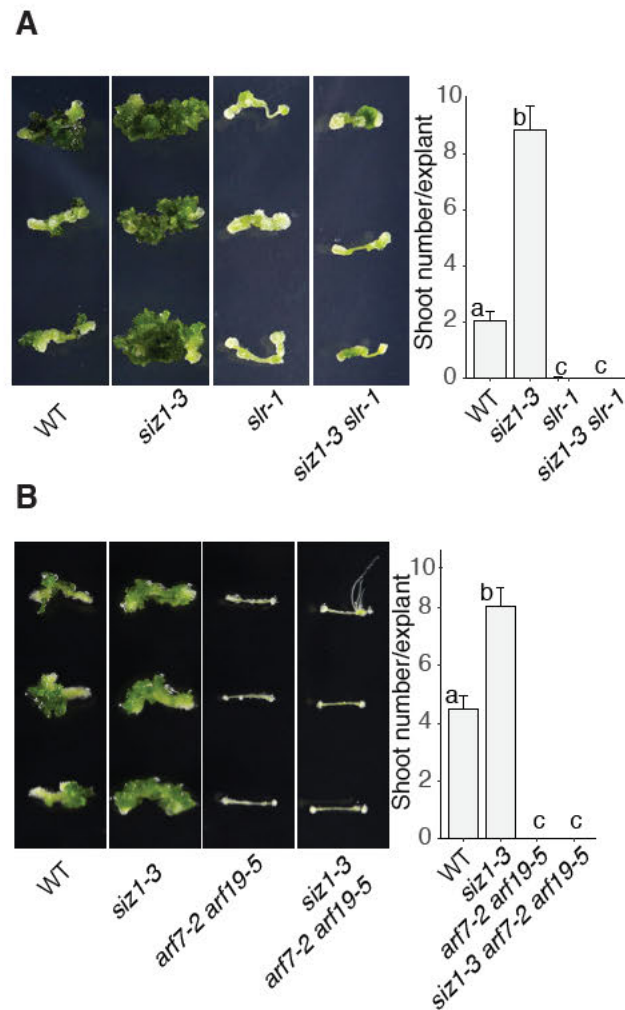 A
WT
siz1-3
slr-1
siz1-3 slr-1
Shoot number/explant
10
8
6
4
2
0
a
b
c
c
WT
siz1-3
slr-1
siz1-3 slr-1
B
WT
siz1-3
arf7-2 arf19-5
siz1-3
arf7-2 arf19-5
Shoot number/explant
10
8
6
4
2
0
a
b
c
c
WT
siz1-3
arf7-2 arf19-5
siz1-3 arf7-2 arf19-5